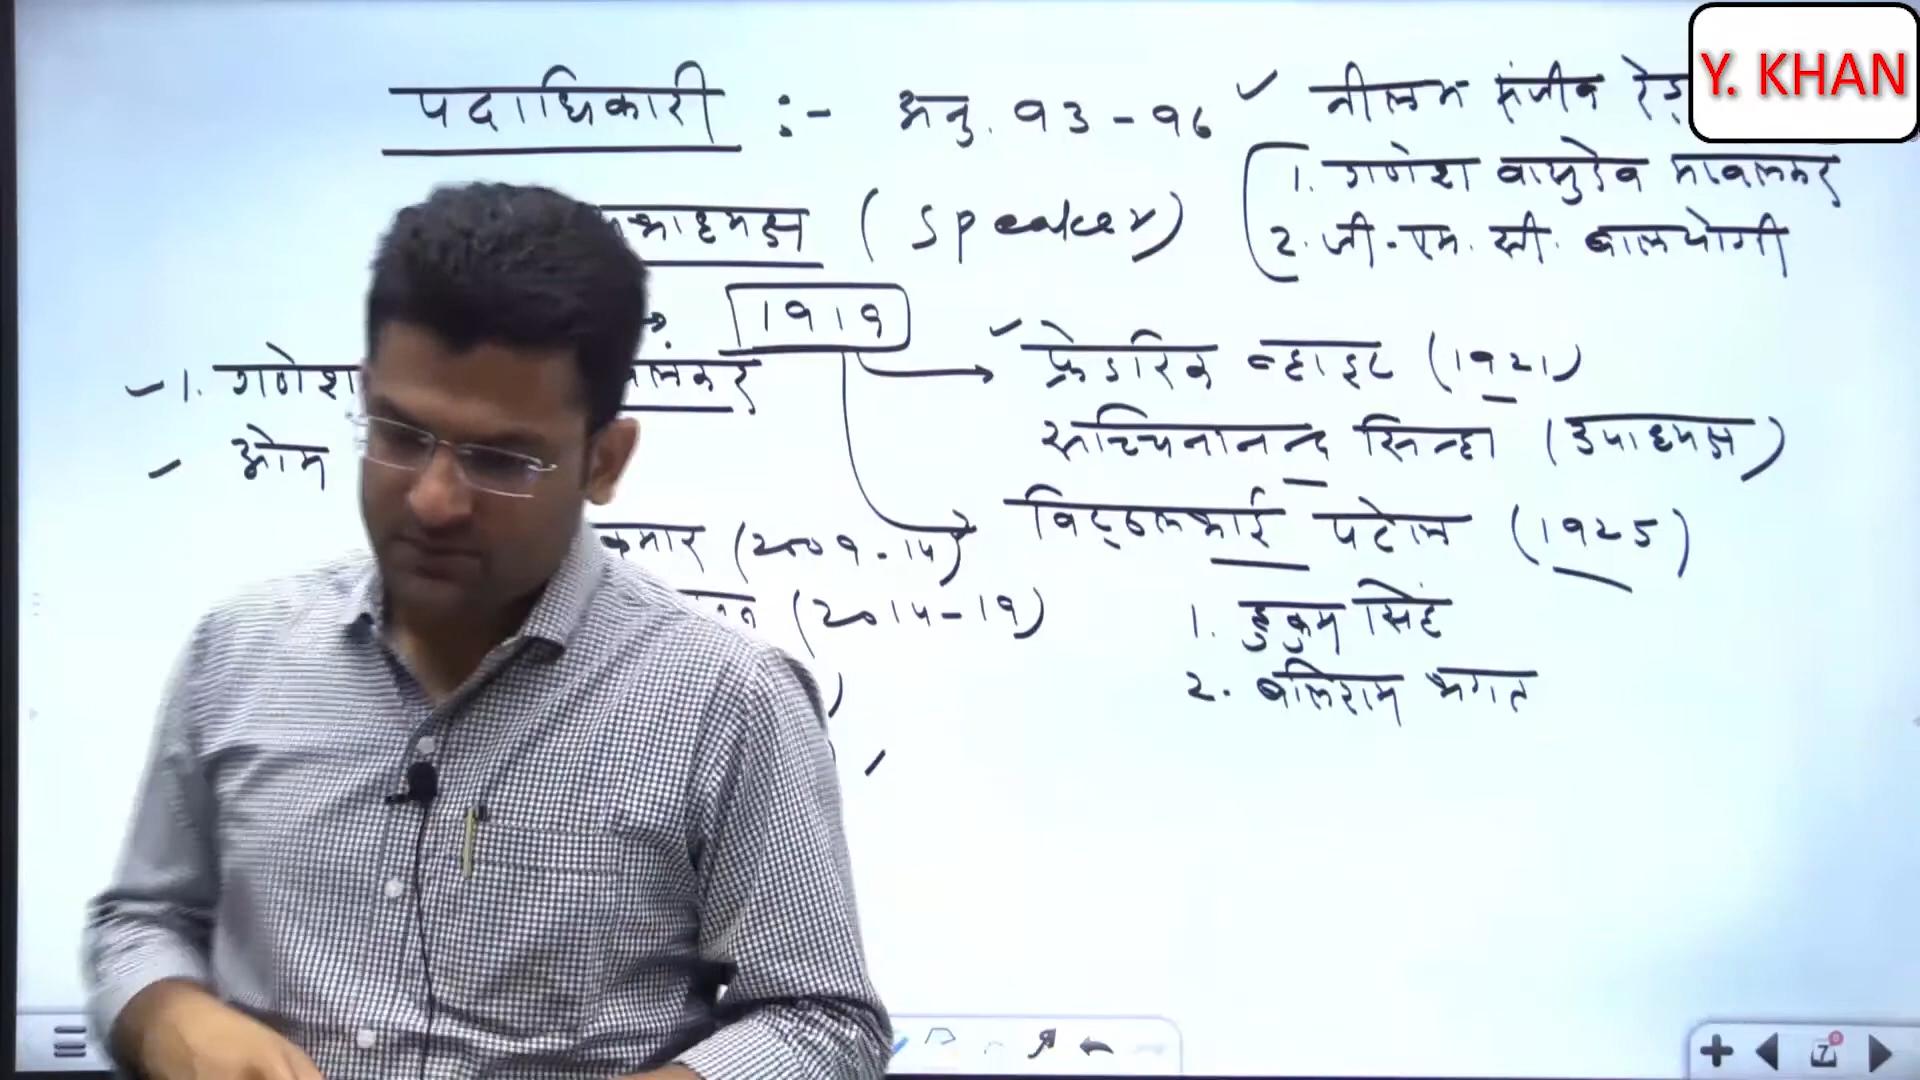 पदाधिकारी :- अनु. 93-96
(Speaker)
1919
1. गणेश
- ओम
कुमार (2009-14)
(2014-19)
नीलम संजीव
1. गणेश वासुदेव मावलंकर
2. जी.एम. सी. बालयोगी
फ्रेडरिक व्हाइट (1921)
सच्चिदानन्द सिन्हा (उपाध्यक्ष)
विट्ठलभाई पटेल (1925)
1. हुकुम सिंह
2. बलिराम भगत
Y. KHAN
7